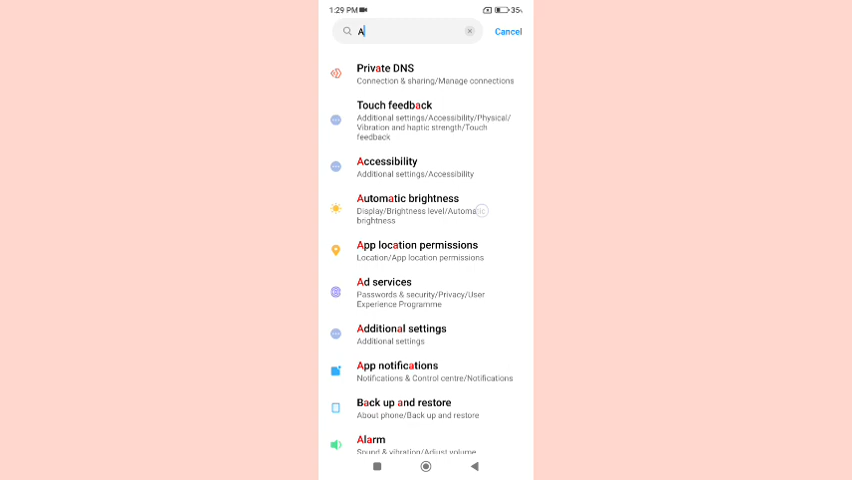 1:29 PM
35%
A
Cancel
Private DNS
Connection & sharing/Manage connections
Touch feedback
Additional settings/Accessibility/Physical/
Vibration and haptic strength/Touch
feedback
Accessibility
Additional settings/Accessibility
Automatic brightness
Display/Brightness level/Automatic
brightness
App location permissions
Location/App location permissions
Ad services
Passwords & security/Privacy/User
Experience Programme
Additional settings
Additional settings
App notifications
Notifications & Control centre/Notifications
Back up and restore
About phone/Back up and restore
Alarm
Sound & vibration/Adjust volume